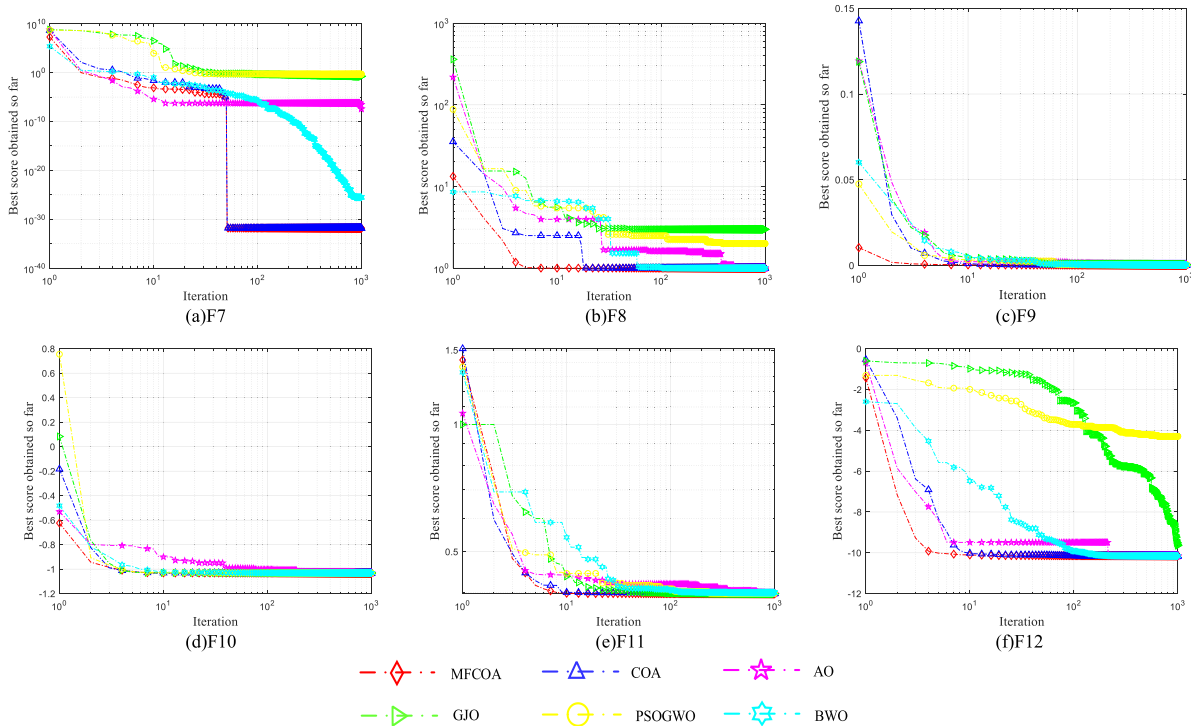 10^10
10^0
10^-10
10^-20
10^-30
10^-40
10^0
10^1
10^2
10^3
Best score obtained so far
Iteration
(a)F7
10^2
10^1
10^0
10^0
10^1
10^2
10^3
Best score obtained so far
Iteration
(b)F8
0.15
0.1
0.05
0
10^0
10^1
10^2
10^3
Best score obtained so far
Iteration
(c)F9
0.8
0.6
0.4
0.2
0
-0.2
-0.4
-0.6
-0.8
-1
-1.2
10^0
10^1
10^2
10^3
Best score obtained so far
Iteration
(d)F10
1.5
1
0.5
10^0
10^1
10^2
10^3
Best score obtained so far
Iteration
(e)F11
0
-2
-4
-6
-8
-10
-12
10^0
10^1
10^2
10^3
Best score obtained so far
Iteration
(f)F12
MFCOA
COA
AO
GJO
PSOGWO
BWO